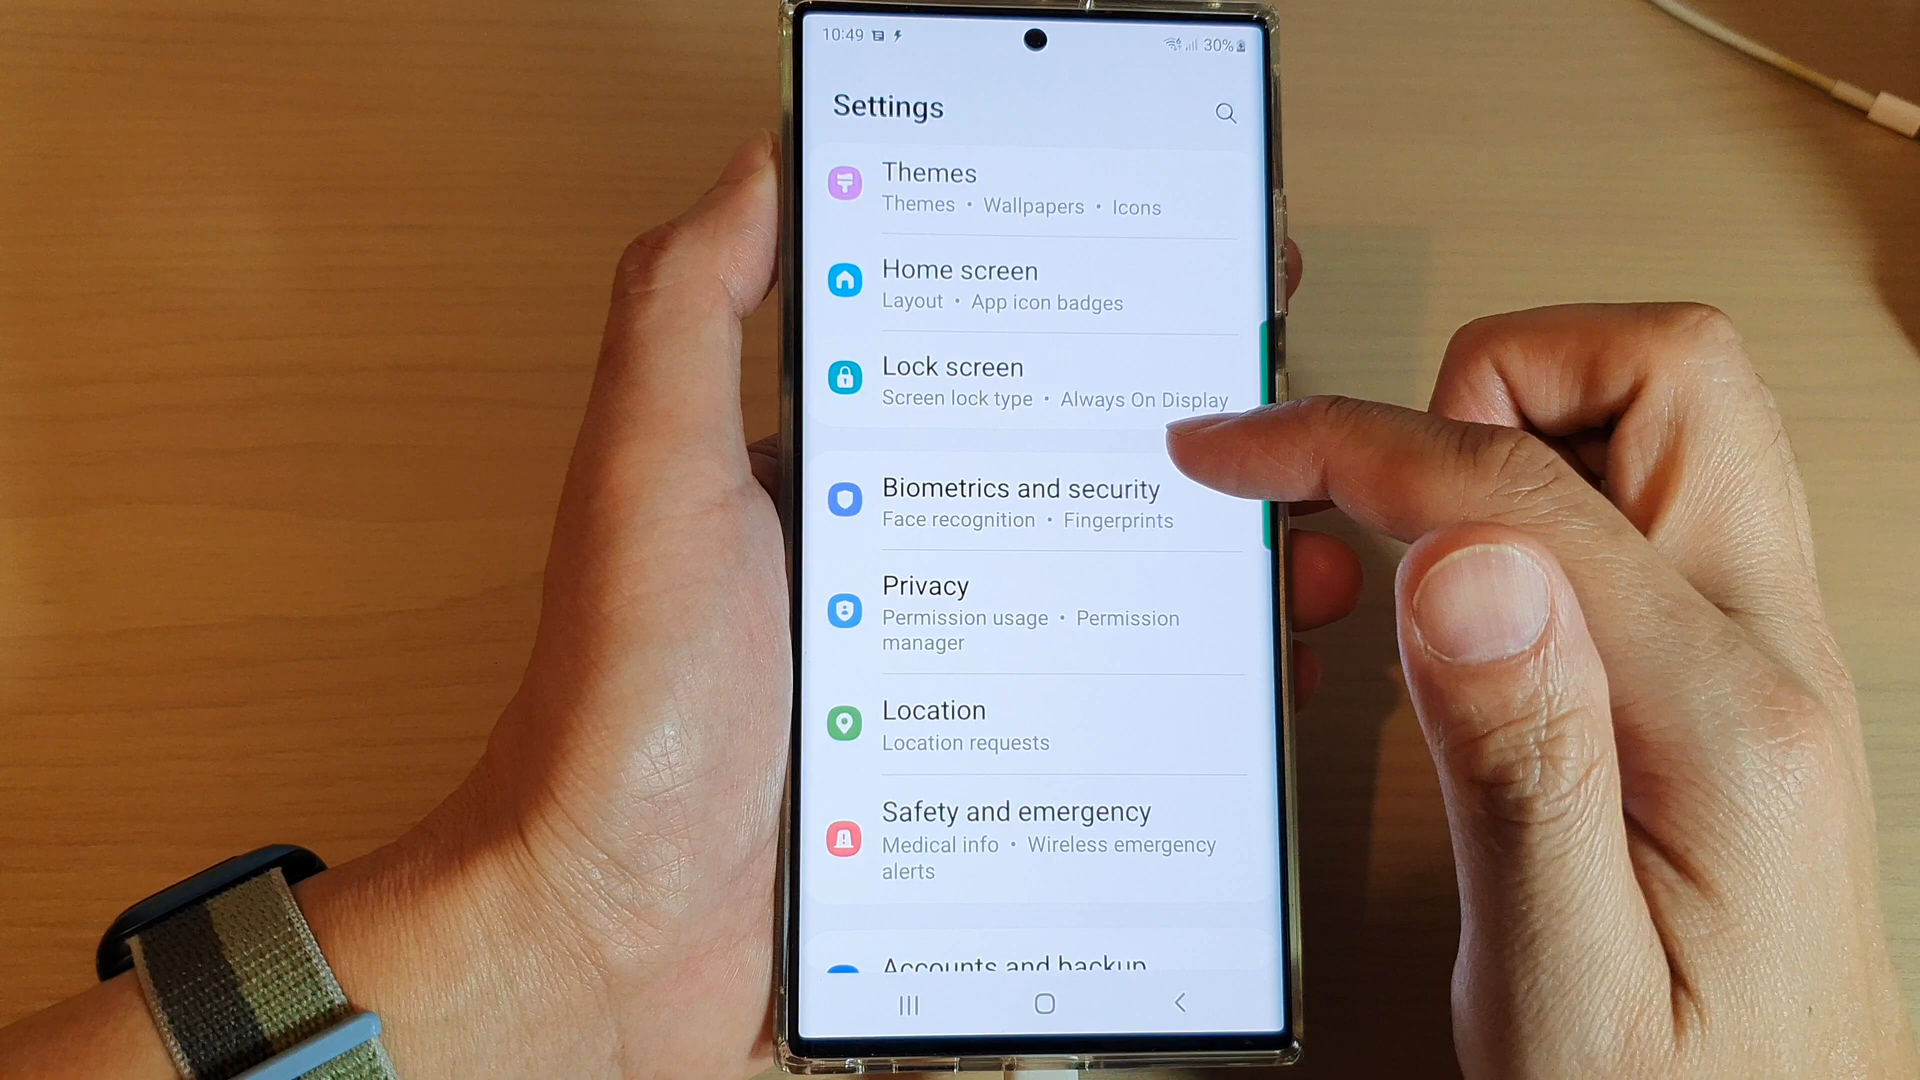 10:49 30%
Settings
Themes
Themes • Wallpapers • Icons
Home screen
Layout • App icon badges
Lock screen
Screen lock type • Always On Display
Biometrics and security
Face recognition • Fingerprints
Privacy
Permission usage • Permission
manager
Location
Location requests
Safety and emergency
Medical info • Wireless emergency
alerts
Accounts and backup